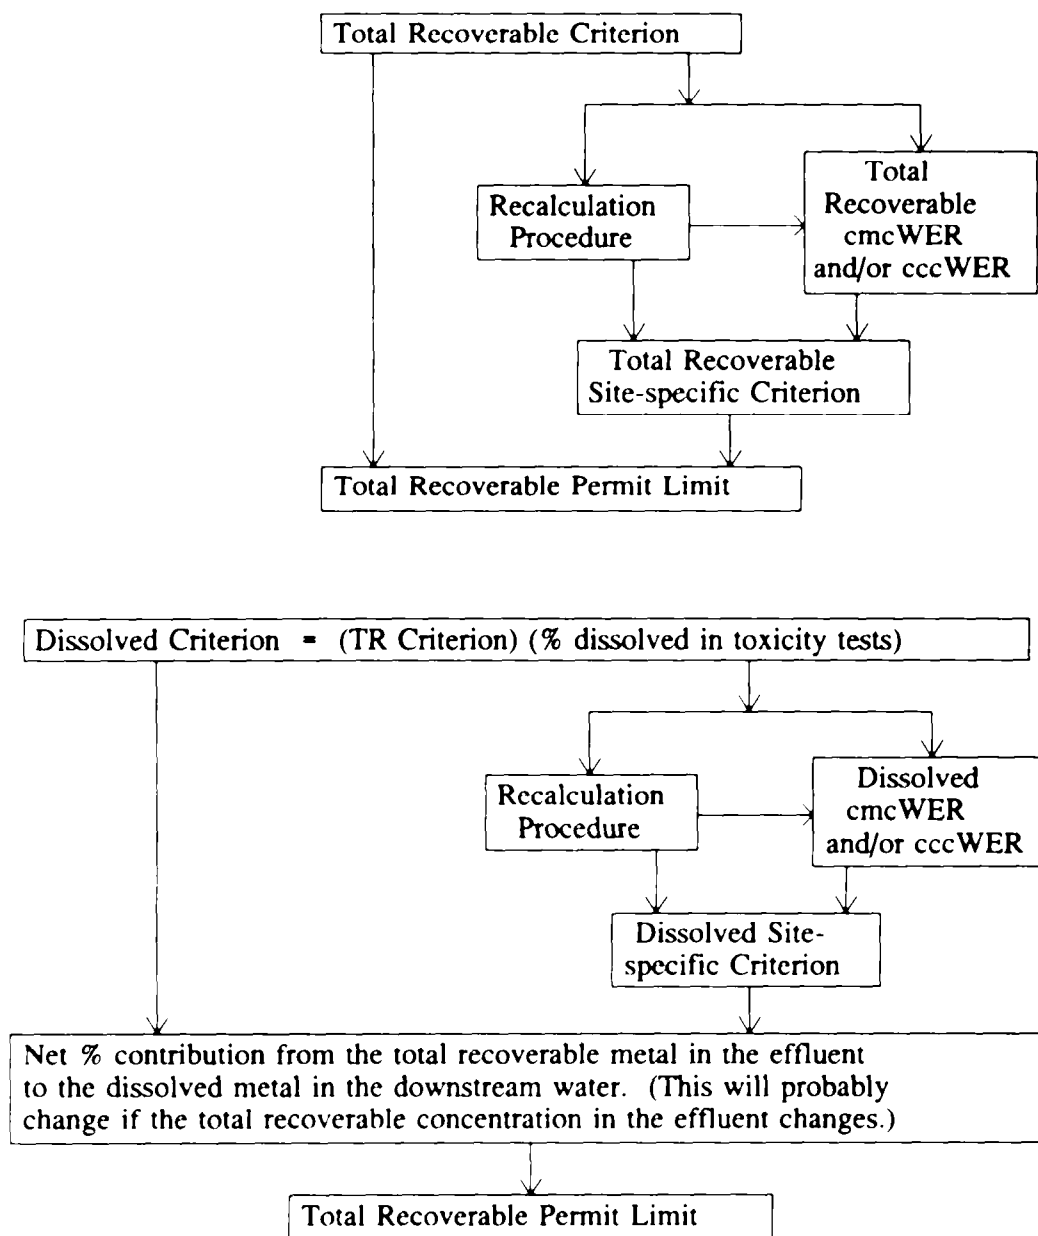 Total Recoverable Criterion
Total
Recoverable
cmcWER
and/or cccWER
Recalculation
Procedure
Total Recoverable
Site-specific Criterion
Total Recoverable Permit Limit
Dissolved Criterion = (TR Criterion) (% dissolved in toxicity tests)
Recalculation
Procedure
Dissolved
cmcWER
and/or cccWER
Dissolved Site-
specific Criterion
Net % contribution from the total recoverable metal in the effluent
to the dissolved metal in the downstream water. (This will probably
change if the total recoverable concentration in the effluent changes.)
Total Recoverable Permit Limit